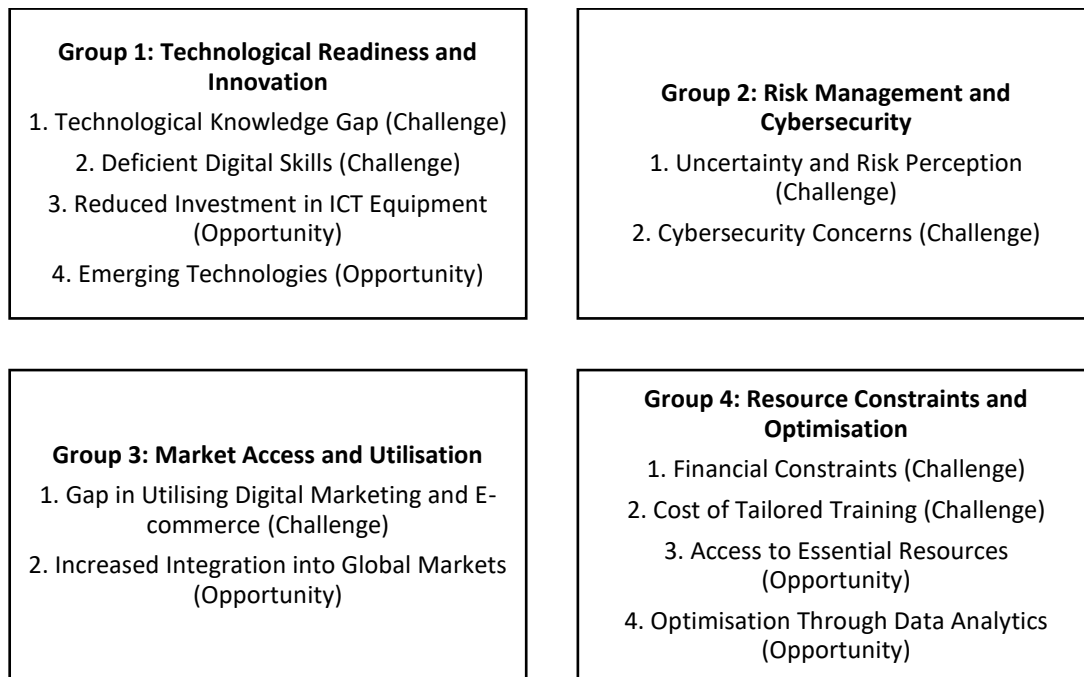 Group 1: Technological Readiness and
Innovation
1. Technological Knowledge Gap (Challenge)
2. Deficient Digital Skills (Challenge)
3. Reduced Investment in ICT Equipment
(Opportunity)
4. Emerging Technologies (Opportunity)
Group 2: Risk Management and
Cybersecurity
1. Uncertainty and Risk Perception
(Challenge)
2. Cybersecurity Concerns (Challenge)
Group 3: Market Access and Utilisation
1. Gap in Utilising Digital Marketing and E-
commerce (Challenge)
2. Increased Integration into Global Markets
(Opportunity)
Group 4: Resource Constraints and
Optimisation
1. Financial Constraints (Challenge)
2. Cost of Tailored Training (Challenge)
3. Access to Essential Resources
(Opportunity)
4. Optimisation Through Data Analytics
(Opportunity)